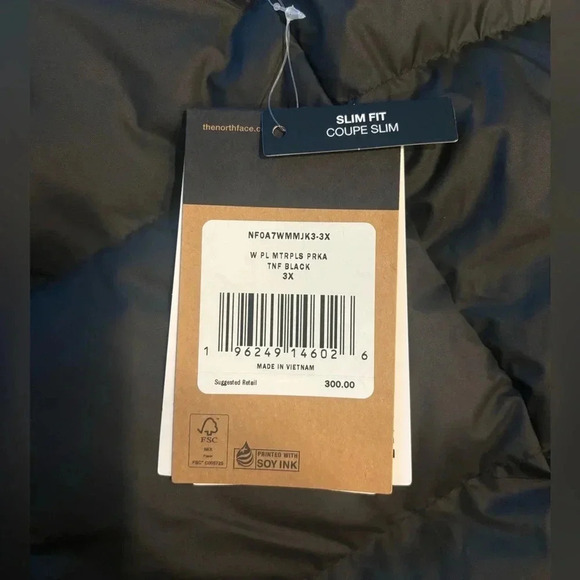 SLIM FIT
COUPE SLIM
thenorthface.c
NF0A7WMMJK3-3X
W PL MTRPLS PRKA
TNF BLACK
3X
1 96249 14602 6
MADE IN VIETNAM
Suggested Retail 300.00
FSC
PRINTED WITH
SOY INK